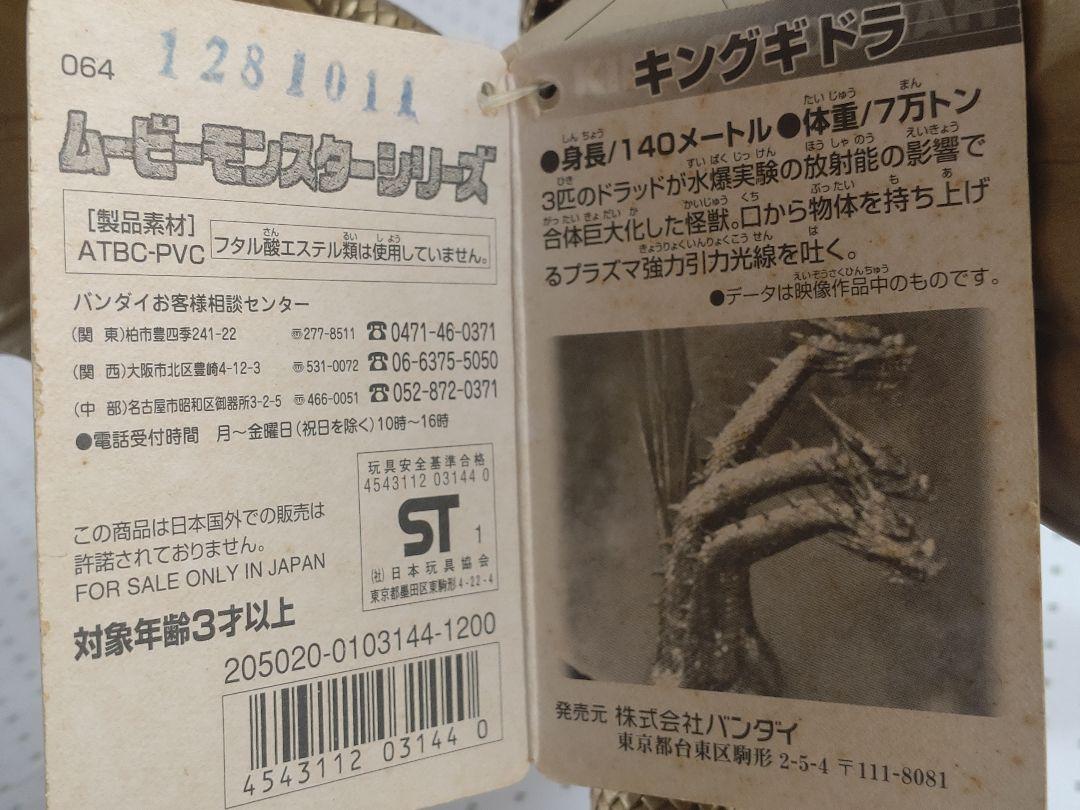 064
1281011
ムービーモンスターシリーズ
[製品素材]
ATBC-PVC
フタル酸エステル類は使用していません。
バンダイお客様相談センター
(関 東)柏市豊四季241-22 〠277-8511 ☎0471-46-0371
(関 西)大阪市北区豊崎4-12-3 〠531-0072 ☎06-6375-5050
(中 部)名古屋市昭和区御器所3-2-5 〠466-0051 ☎052-872-0371
●電話受付時間 月〜金曜日(祝日を除く)10時〜16時
この商品は日本国外での販売は
許諾されておりません。
FOR SALE ONLY IN JAPAN
対象年齢3才以上
玩具安全基準合格
4543112 03144 0
ST 1
(社)日本玩具協会
東京都墨田区東駒形4-22-4
205020-0103144-1200
4543112 031440
キングギドラ
●身長/140メートル●体重/7万トン
3匹のドラッドが水爆実験の放射能の影響で
合体巨大化した怪獣。口から物体を持ち上げ
るプラズマ強力引力光線を吐く。
●データは映像作品中のものです。
発売元 株式会社バンダイ
東京都台東区駒形 2-5-4 〒111-8081